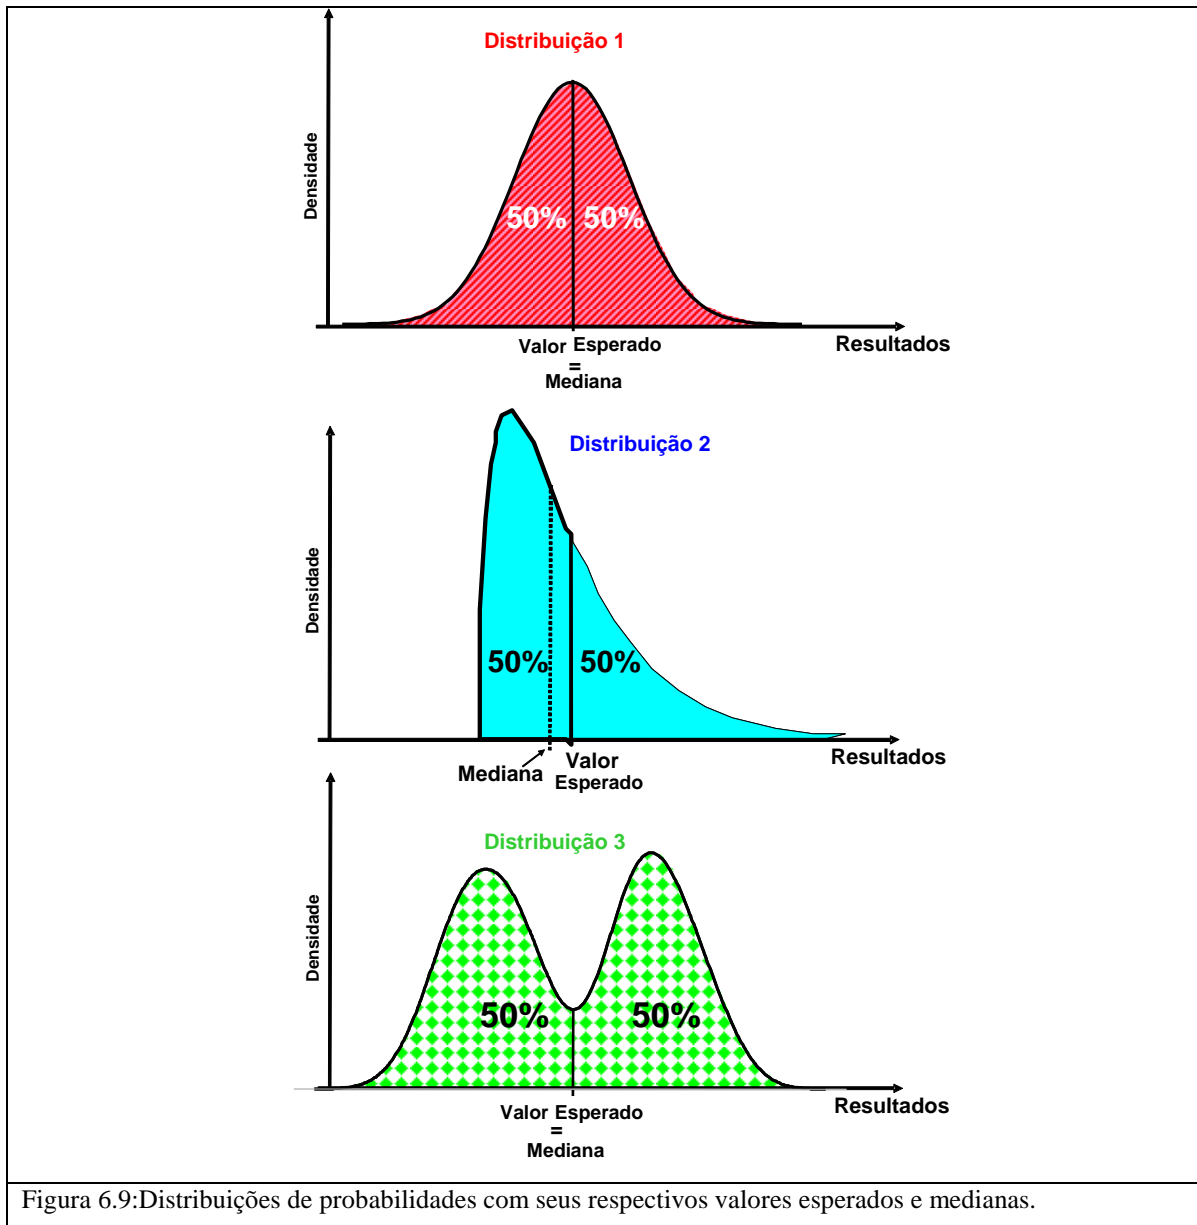 Distribuição 1
Densidade
50% 50%
Valor Esperado
=
Mediana
Resultados
Distribuição 2
Densidade
50% 50%
Mediana
Valor
Esperado
Resultados
Distribuição 3
Densidade
50% 50%
Valor Esperado
=
Mediana
Resultados
Figura 6.9:Distribuições de probabilidades com seus respectivos valores esperados e medianas.